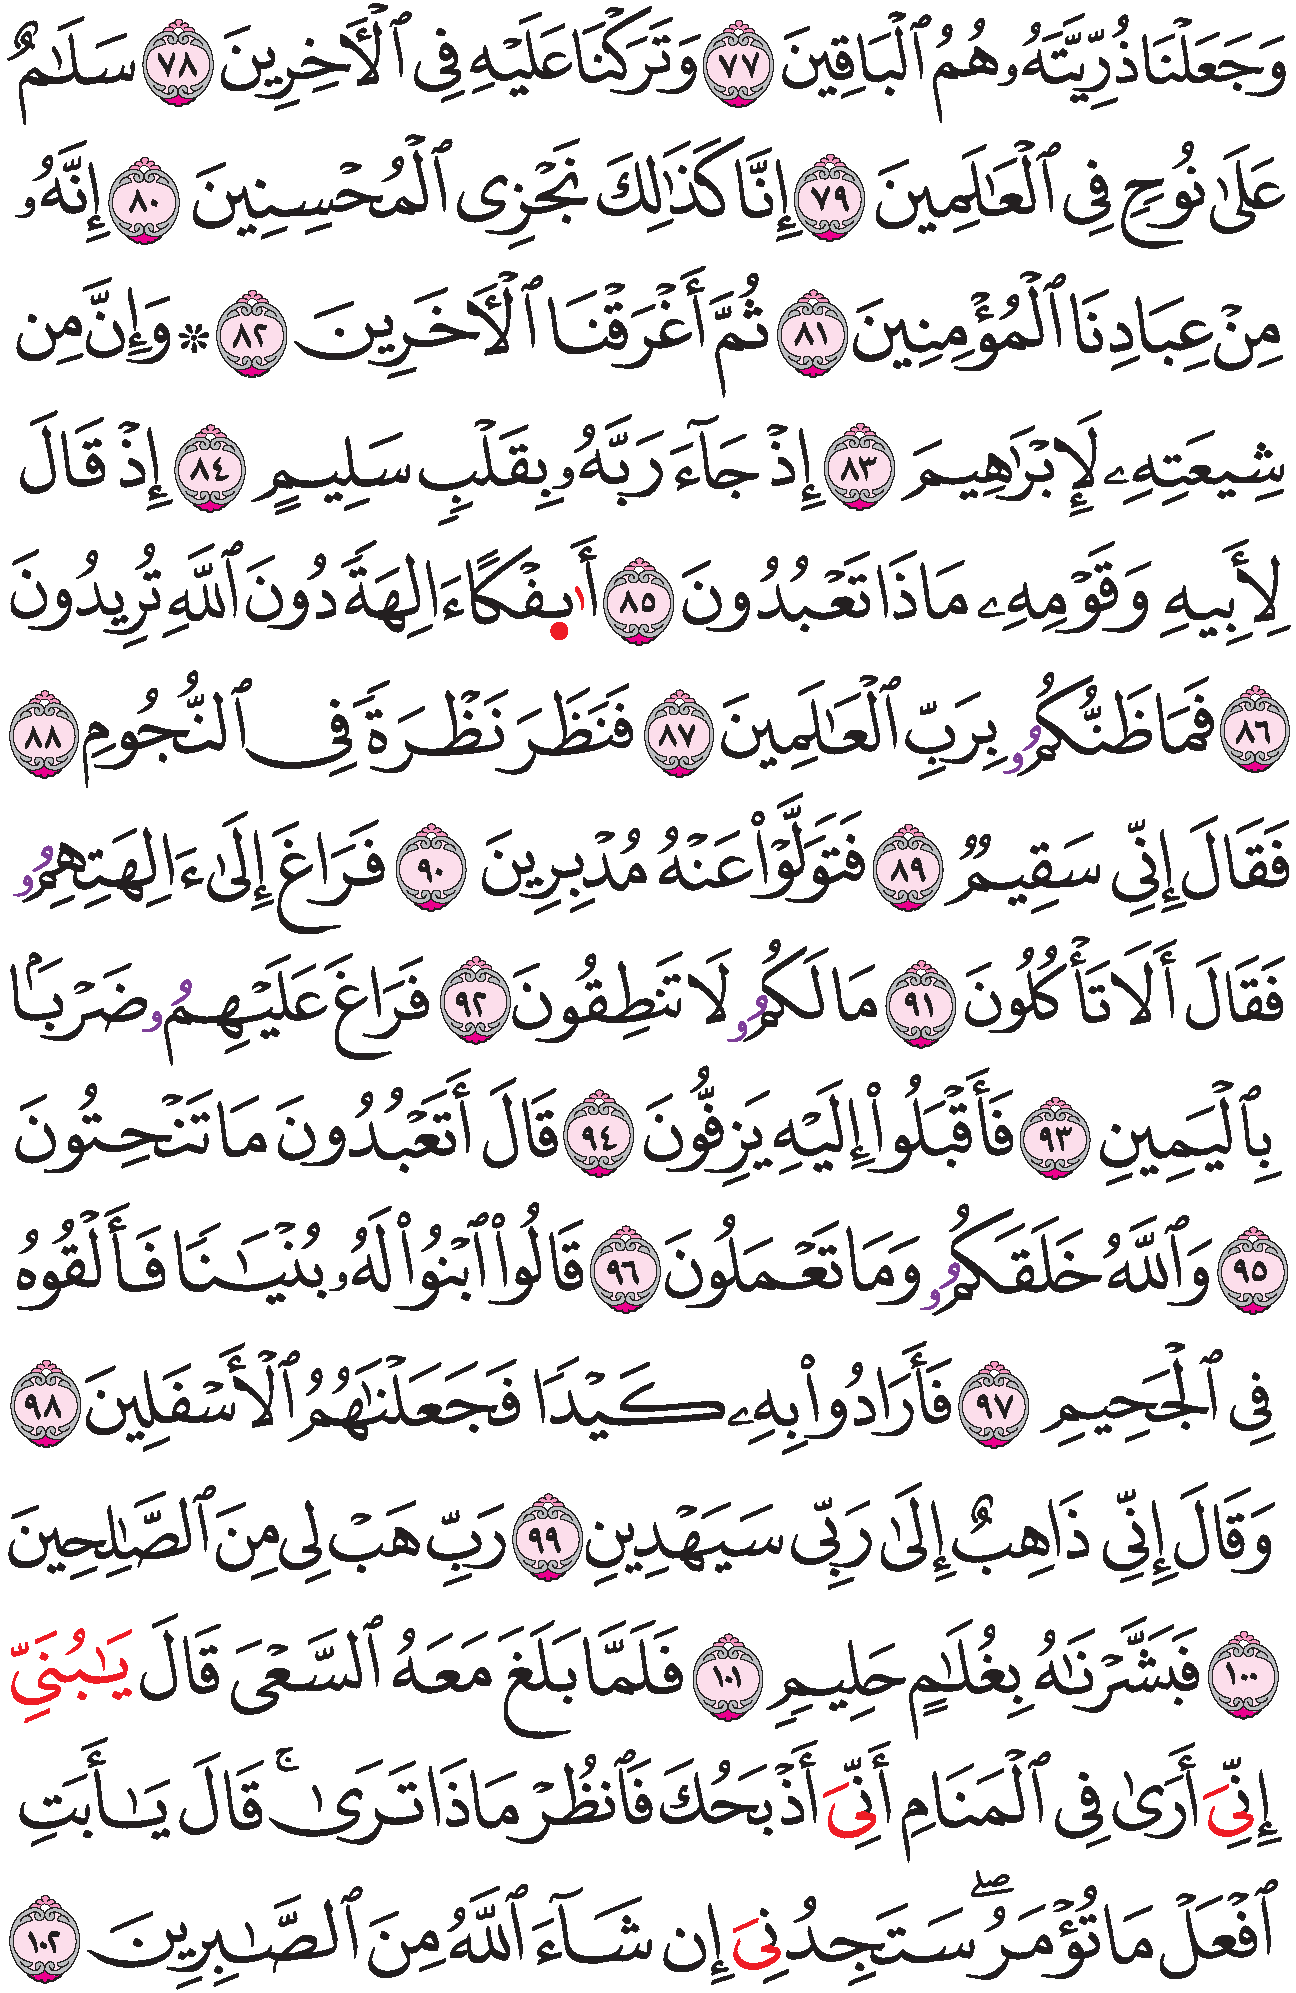 وَجَعَلْنَا ذُرِّيَّتَهُۥ هُمُ ٱلْبَاقِينَ ٧٧ وَتَرَكْنَا عَلَيْهِ فِى ٱلْأَخِرِينَ ٧٨ سَلَٰمٌ
عَلَىٰ نُوحٍ فِى ٱلْعَٰلَمِينَ ٧٩ إِنَّا كَذَٰلِكَ نَجْزِى ٱلْمُحْسِنِينَ ٨٠ إِنَّهُۥ
مِنْ عِبَادِنَا ٱلْمُؤْمِنِينَ ٨١ ثُمَّ أَغْرَقْنَا ٱلْأَخَرِينَ ٨٢ ۞ وَإِنَّ مِن
شِيعَتِهِۦ لَإِبْرَٰهِيمَ ٨٣ إِذْ جَآءَ رَبَّهُۥ بِقَلْبٍ سَلِيمٍ ٨٤ إِذْ قَالَ
لِأَبِيهِ وَقَوْمِهِۦ مَاذَا تَعْبُدُونَ ٨٥ أَا۬بِفْكًا ءَالِهَةً دُونَ ٱللَّهِ تُرِيدُونَ
٨٦ فَمَا ظَنُّكُمُۥ بِرَبِّ ٱلْعَٰلَمِينَ ٨٧ فَنَظَرَ نَظْرَةً فِى ٱلنُّجُومِ ٨٨
فَقَالَ إِنِّى سَقِيمٌ ٨٩ فَتَوَلَّوْا۟ عَنْهُ مُدْبِرِينَ ٩٠ فَرَاغَ إِلَىٰ ءَالِهَتِهِمُۥ
فَقَالَ أَلَا تَأْكُلُونَ ٩١ مَا لَكُمُۥ لَا تَنطِقُونَ ٩٢ فَرَاغَ عَلَيْهِمُۥ ضَرْبَۢا
بِٱلْيَمِينِ ٩٣ فَأَقْبَلُوٓا۟ إِلَيْهِ يَزِفُّونَ ٩٤ قَالَ أَتَعْبُدُونَ مَا تَنْحِتُونَ
٩٥ وَٱللَّهُ خَلَقَكُمُۥ وَمَا تَعْمَلُونَ ٩٦ قَالُوا۟ ٱبْنُوا۟ لَهُۥ بُنْيَٰنًا فَأَلْقُوهُ
فِى ٱلْجَحِيمِ ٩٧ فَأَرَادُوا۟ بِهِۦ كَيْدًا فَجَعَلْنَٰهُمُ ٱلْأَسْفَلِينَ ٩٨
وَقَالَ إِنِّى ذَاهِبٌ إِلَىٰ رَبِّى سَيَهْدِينِ ٩٩ رَبِّ هَبْ لِى مِنَ ٱلصَّٰلِحِينَ
١٠٠ فَبَشَّرْنَٰهُ بِغُلَٰمٍ حَلِيمٍ ١٠١ فَلَمَّا بَلَغَ مَعَهُ ٱلسَّعْىَ قَالَ يَٰبُنَىِّ
إِنِّىَ أَرَىٰ فِى ٱلْمَنَامِ أَنِّىَ أَذْبَحُكَ فَٱنظُرْ مَاذَا تَرَىٰ ۚ قَالَ يَٰأَبَتِ
ٱفْعَلْ مَا تُؤْمَرُ ۖ سَتَجِدُنِىَ إِن شَآءَ ٱللَّهُ مِنَ ٱلصَّٰبِرِينَ ١٠٢